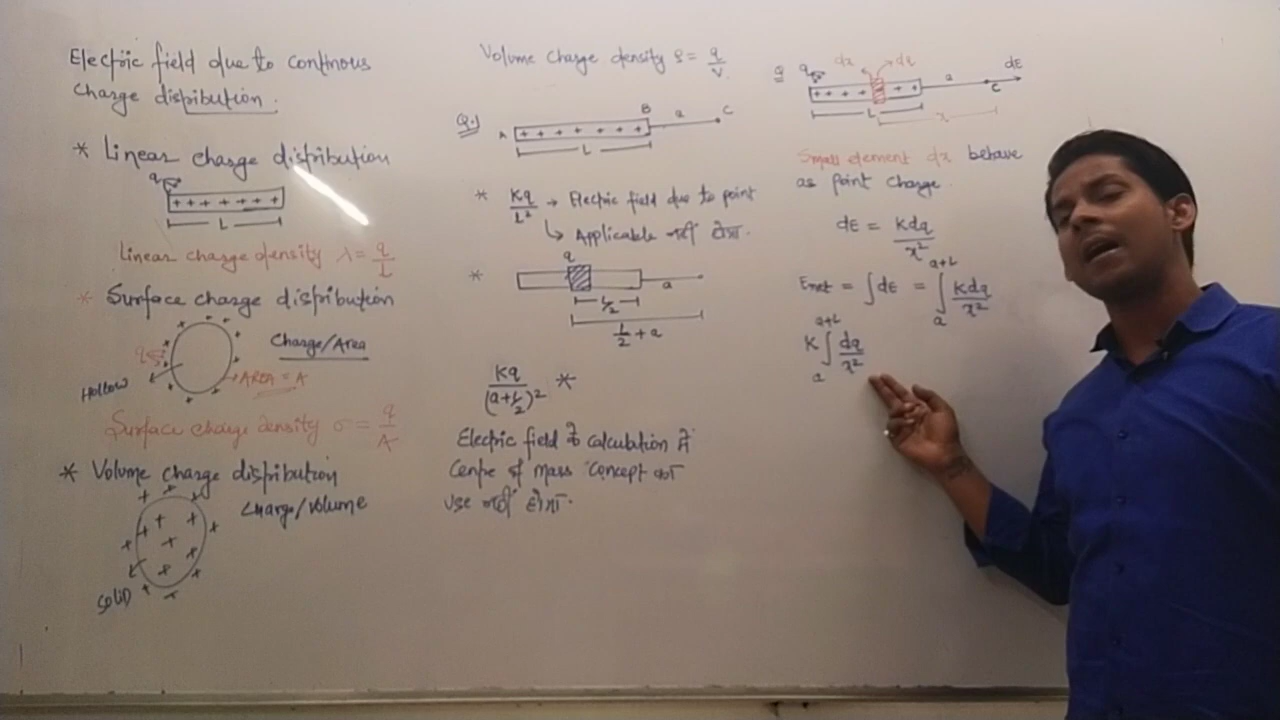 Electric field due to continous
Charge distribution.
* Linear charge distribution
q
+ + + + + + +
L
Linear charge density λ = q/L
* Surface charge distribution
q
Charge/Area
Hollow
AREA = A
Surface charge density σ = q/A
* Volume charge distribution
Charge/Volume
Solid
Volume charge density ρ = q/V.
Q.1
A + + + + + + + B a C
L
* Kq/L² → Electric field due to point
↳ Applicable नहीं होगा.
q
* a
L/2
L/2 + a
Kq/(a+L/2)² *
Electric field के calculation में
Centre of mass concept का
use नहीं होगा.
Q q dx dE
+ + + + + + a C dE
L
x
Small element dx behave
as point charge.
dE = Kdq/x²
Enet = ∫dE = ∫ₐᵃ⁺ᴸ Kdq/x²
K ∫ₐᵃ⁺ᴸ dq/x²